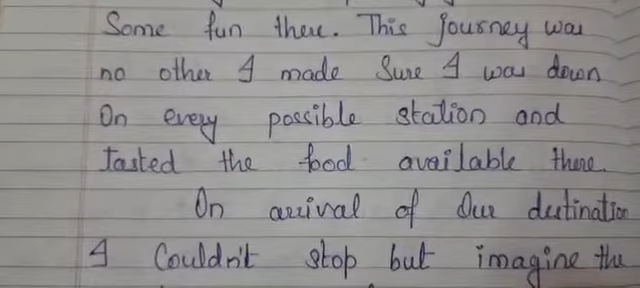 Some fun there. This journey was
no other I made Sure I was down
On every possible station and
tasted the food available there.
On arrival of Our destination
I Couldn't stop but imagine the